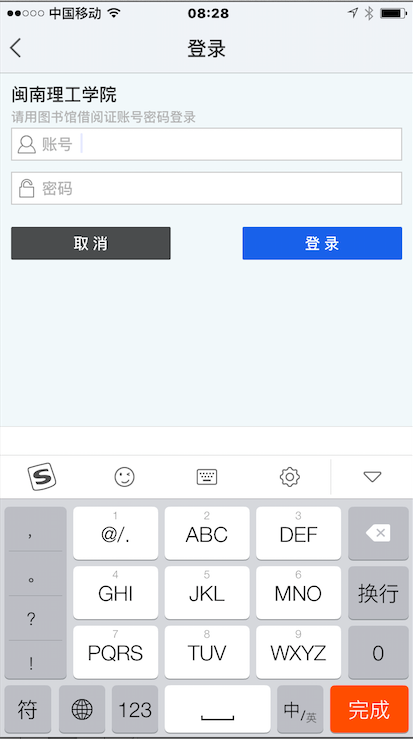 中国移动 08:28
登录
闽南理工学院
请用图书馆借阅证账号密码登录
账号
密码
取消 登录
S
， 1 @/. 2 ABC 3 DEF
。 4 GHI 5 JKL 6 MNO 换行
? 7 PQRS 8 TUV 9 WXYZ 0
!
符 123 中/英 完成